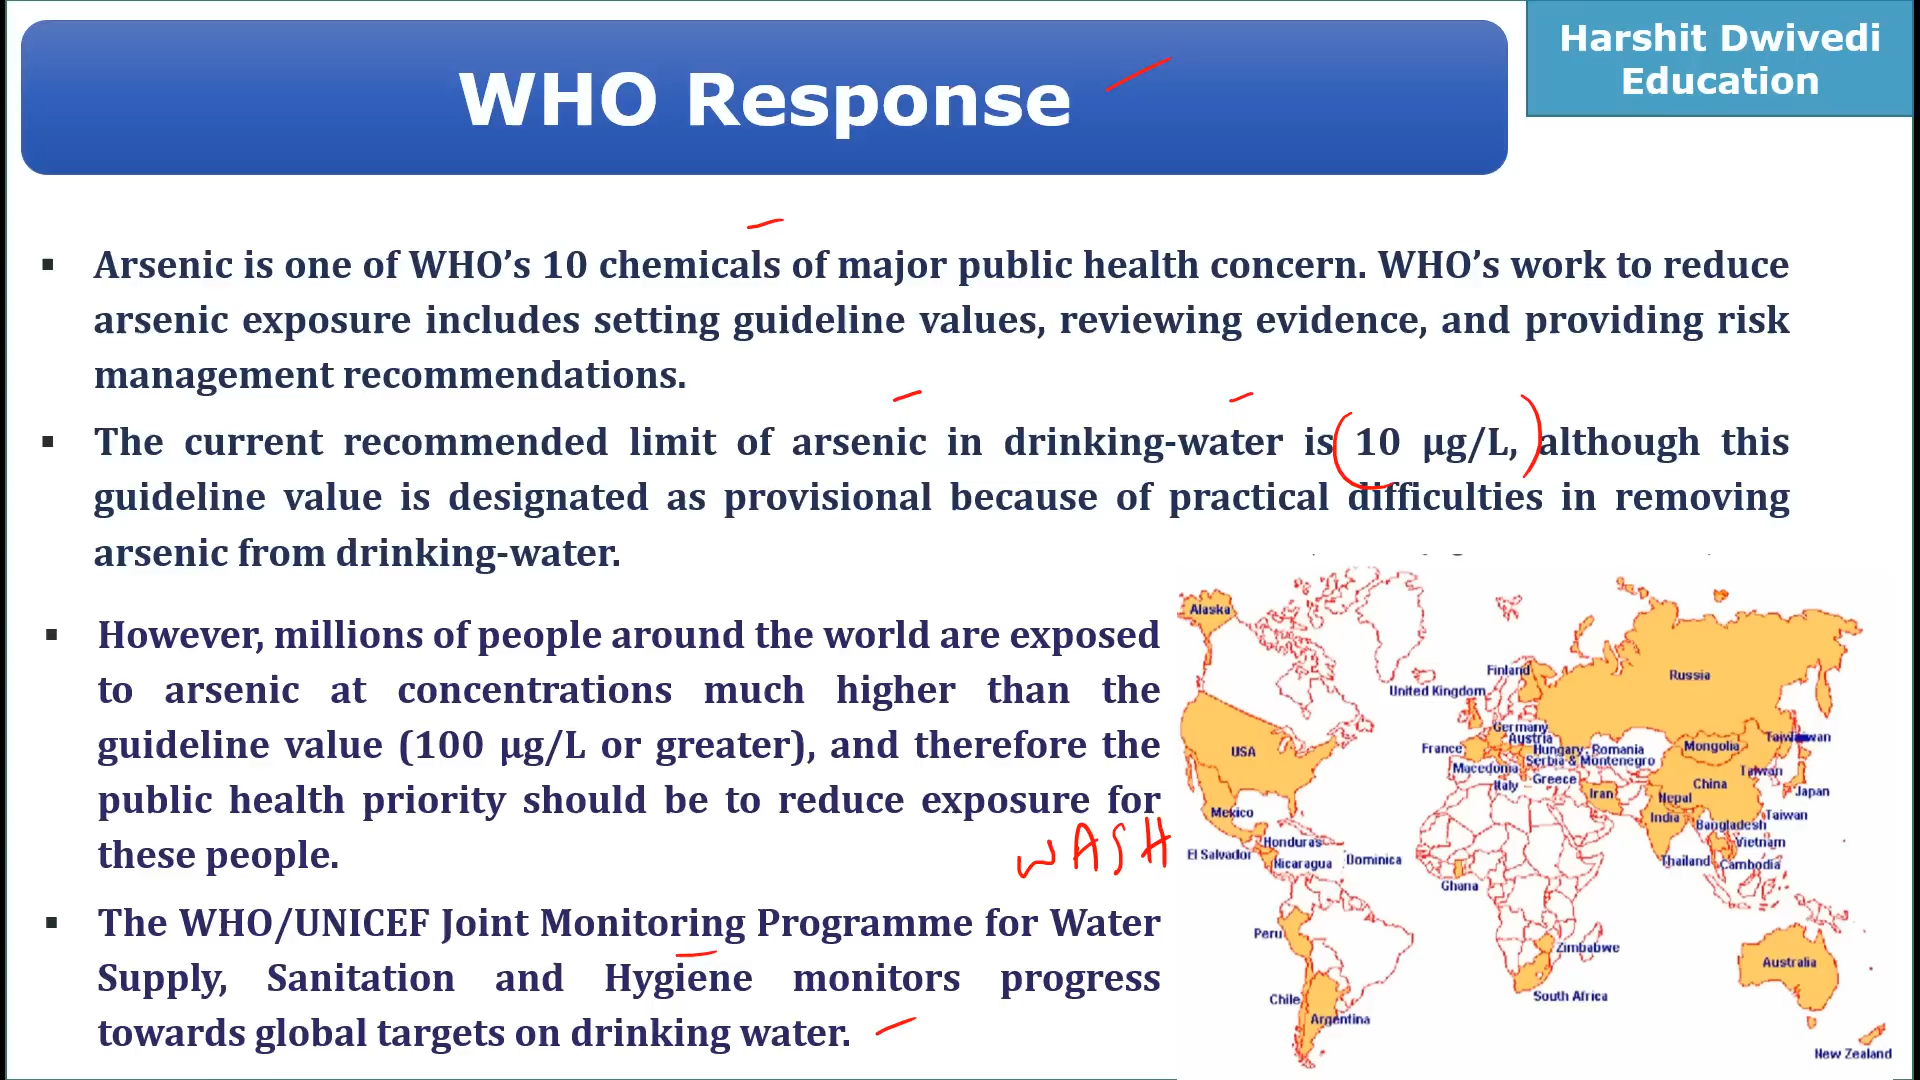 WHO Response
Harshit Dwivedi
Education
▪ Arsenic is one of WHO’s 10 chemicals of major public health concern. WHO’s work to reduce
arsenic exposure includes setting guideline values, reviewing evidence, and providing risk
management recommendations.
▪ The current recommended limit of arsenic in drinking-water is 10 µg/L, although this
guideline value is designated as provisional because of practical difficulties in removing
arsenic from drinking-water.
▪ However, millions of people around the world are exposed
to arsenic at concentrations much higher than the
guideline value (100 µg/L or greater), and therefore the
public health priority should be to reduce exposure for
these people.
WASH
▪ The WHO/UNICEF Joint Monitoring Programme for Water
Supply, Sanitation and Hygiene monitors progress
towards global targets on drinking water.
Alaska
Finland
Russia
United Kingdom
Germany
Austria
France
Hungary
Romania
Mongolia
Taiwan
USA
Macedonia
Serbia & Montenegro
Taiwan
Italy
Greece
China
Iran
Nepal
Japan
Mexico
India
Bangladesh
Taiwan
Honduras
Vietnam
El Salvador
Nicaragua
Dominica
Thailand
Cambodia
Ghana
Peru
Zimbabwe
Australia
Chile
South Africa
Argentina
New Zealand